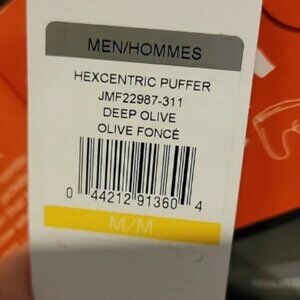 MEN/HOMMES
HEXCENTRIC PUFFER
JMF22987-311
DEEP OLIVE
OLIVE FONCÉ
0 44212 91360 4
M/M